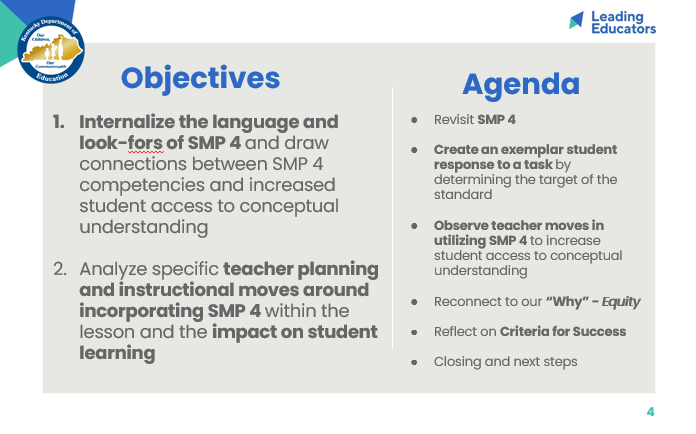 Kentucky Department of
Our
Children,
Our
Commonwealth
Education
Leading
Educators
Objectives
1. Internalize the language and
look-fors of SMP 4 and draw
connections between SMP 4
competencies and increased
student access to conceptual
understanding
2. Analyze specific teacher planning
and instructional moves around
incorporating SMP 4 within the
lesson and the impact on student
learning
Agenda
● Revisit SMP 4
● Create an exemplar student
response to a task by
determining the target of the
standard
● Observe teacher moves in
utilizing SMP 4 to increase
student access to conceptual
understanding
● Reconnect to our “Why” - Equity
● Reflect on Criteria for Success
● Closing and next steps
4